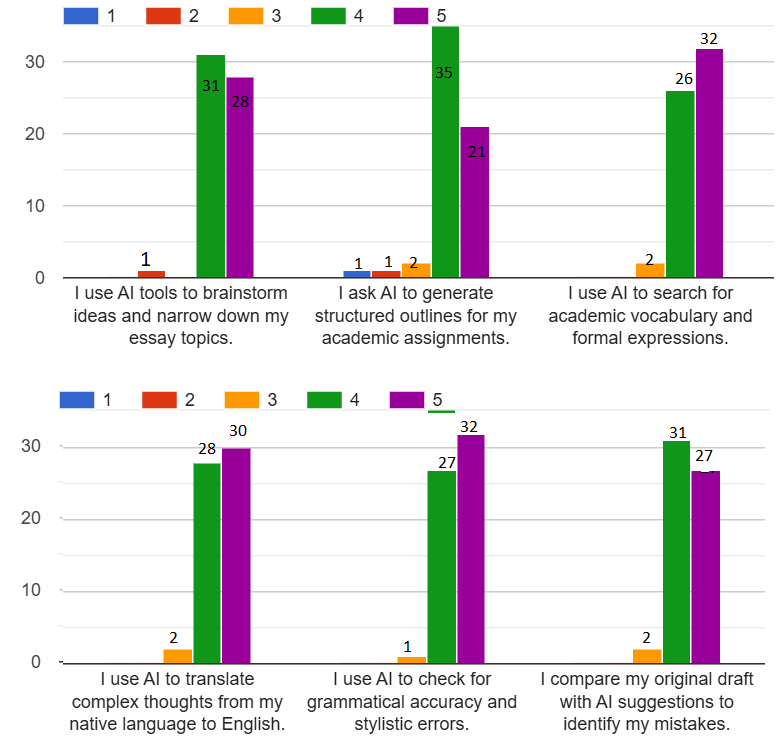 1 2 3 4 5
30
20
10
0
31 28 35 21 26 32
1 1 1 2 2
I use AI tools to brainstorm
ideas and narrow down my
essay topics.
I ask AI to generate
structured outlines for my
academic assignments.
I use AI to search for
academic vocabulary and
formal expressions.
1 2 3 4 5
30
20
10
0
28 30 27 32 31 27
2 1 2
I use AI to translate
complex thoughts from my
native language to English.
I use AI to check for
grammatical accuracy and
stylistic errors.
I compare my original draft
with AI suggestions to
identify my mistakes.